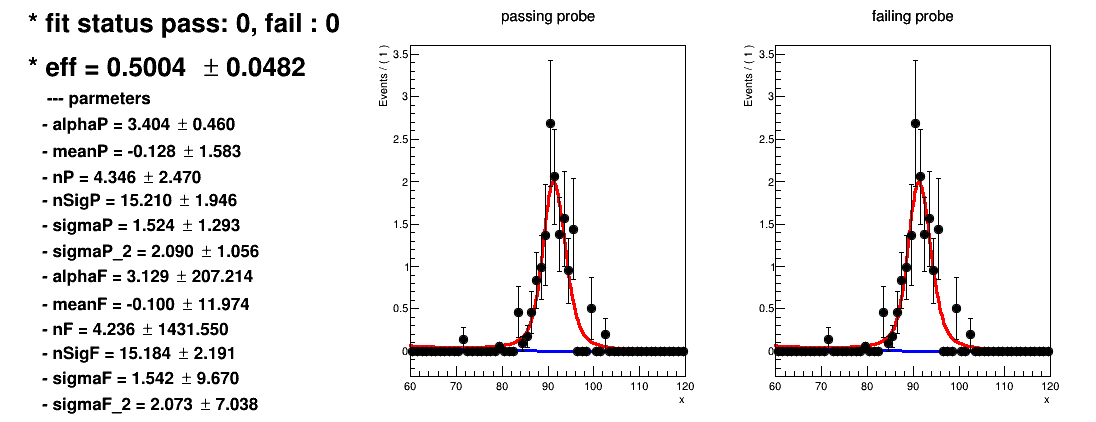 * fit status pass: 0, fail : 0
* eff = 0.5004 ± 0.0482
--- parmeters
- alphaP = 3.404 ± 0.460
- meanP = -0.128 ± 1.583
- nP = 4.346 ± 2.470
- nSigP = 15.210 ± 1.946
- sigmaP = 1.524 ± 1.293
- sigmaP_2 = 2.090 ± 1.056
- alphaF = 3.129 ± 207.214
- meanF = -0.100 ± 11.974
- nF = 4.236 ± 1431.550
- nSigF = 15.184 ± 2.191
- sigmaF = 1.542 ± 9.670
- sigmaF_2 = 2.073 ± 7.038
passing probe
Events / ( 1 )
3.5
3
2.5
2
1.5
1
0.5
0
60 70 80 90 100 110 120
x
failing probe
Events / ( 1 )
3.5
3
2.5
2
1.5
1
0.5
0
60 70 80 90 100 110 120
x